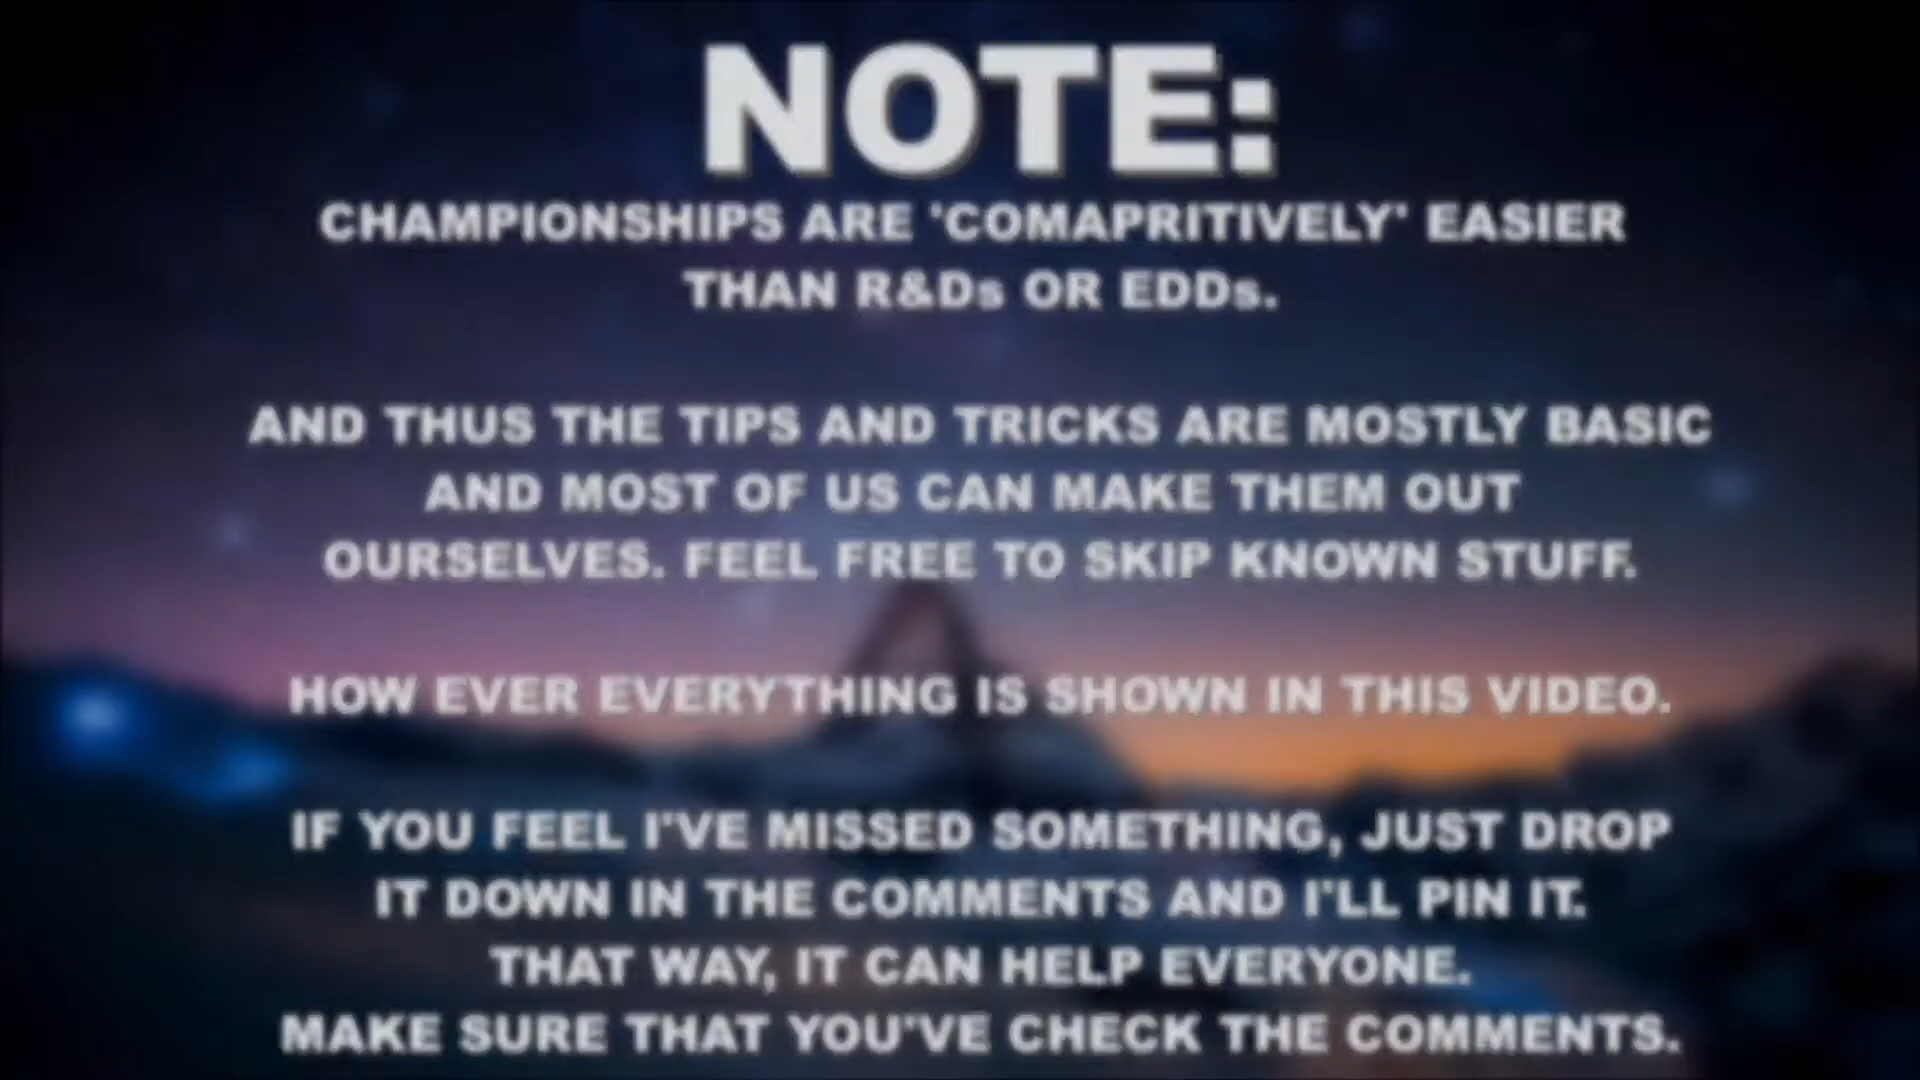 NOTE:
CHAMPIONSHIPS ARE 'COMAPRITIVELY' EASIER
THAN R&Ds OR EDDs.
AND THUS THE TIPS AND TRICKS ARE MOSTLY BASIC
AND MOST OF US CAN MAKE THEM OUT
OURSELVES. FEEL FREE TO SKIP KNOWN STUFF.
HOW EVER EVERYTHING IS SHOWN IN THIS VIDEO.
IF YOU FEEL I'VE MISSED SOMETHING, JUST DROP
IT DOWN IN THE COMMENTS AND I'LL PIN IT.
THAT WAY, IT CAN HELP EVERYONE.
MAKE SURE THAT YOU'VE CHECK THE COMMENTS.